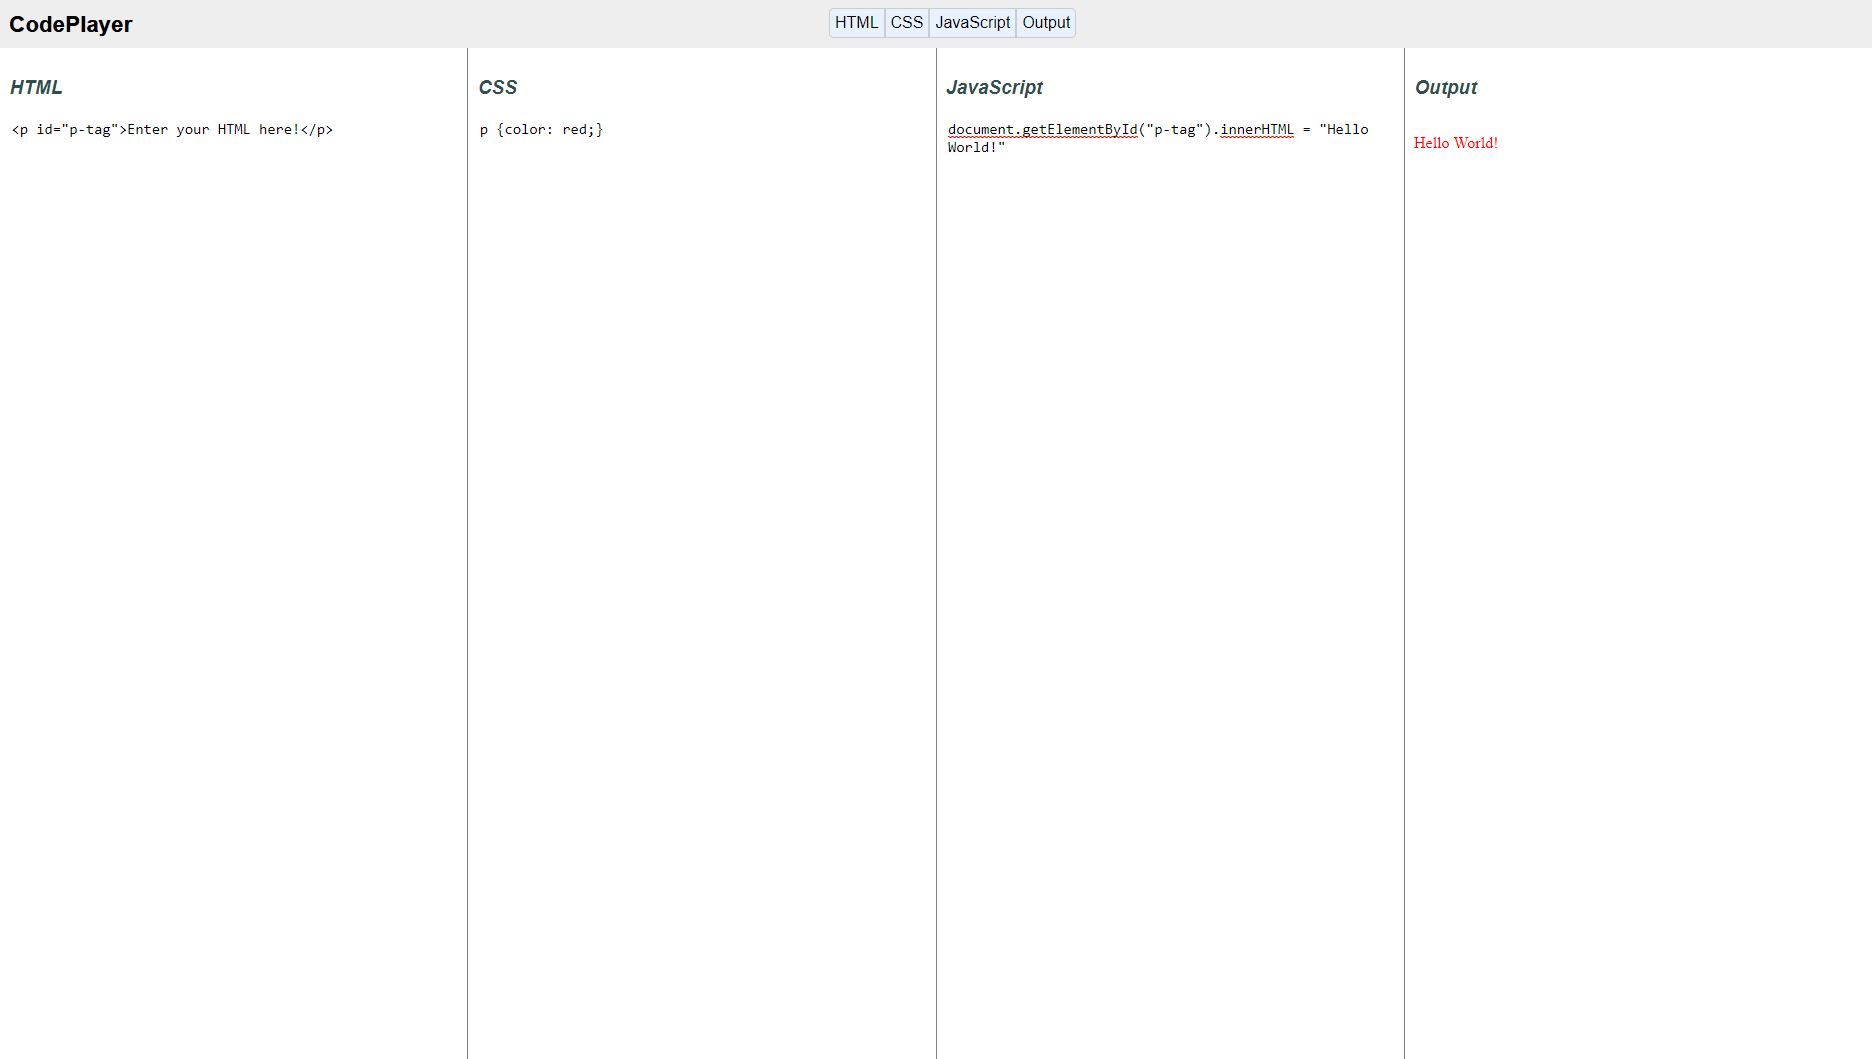 CodePlayer
HTML CSS JavaScript Output
HTML
<p id="p-tag">Enter your HTML here!</p>
CSS
p {color: red;}
JavaScript
document.getElementById("p-tag").innerHTML = "Hello
World!"
Output
Hello World!